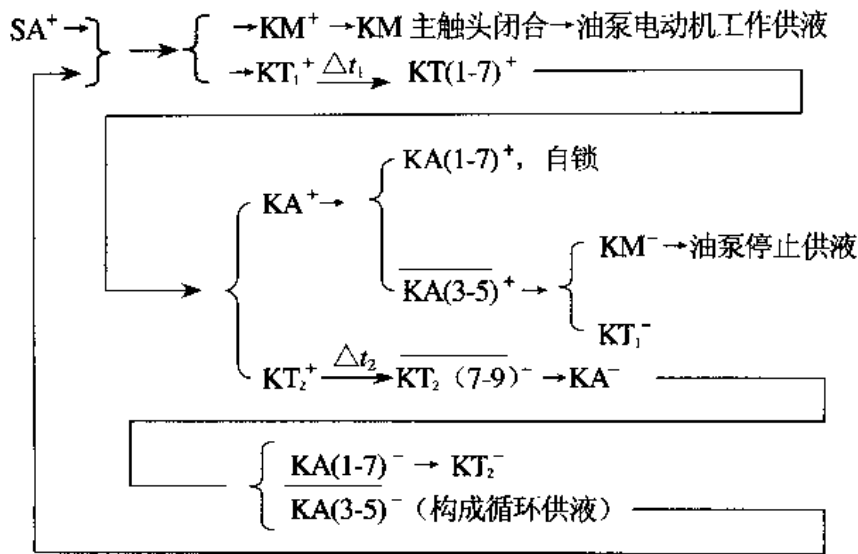 SA⁺→ →KM⁺→KM 主触头闭合→油泵电动机工作供液
→KT₁⁺ △t₁ KT(1-7)⁺
KA(1-7)⁺，自锁
KA⁺→
KM⁻→油泵停止供液
KA(3-5)⁺→
KT₁⁻
KT₂⁺ △t₂ KT₂（7-9）⁻→KA⁻
KA(1-7)⁻→KT₂⁻
KA(3-5)⁻（构成循环供液）